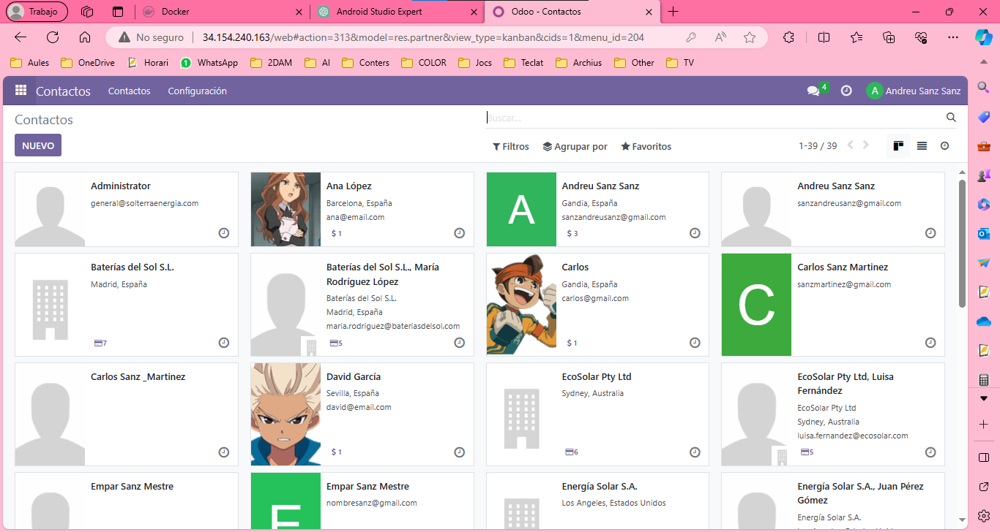 Trabajo
Docker
Android Studio Expert
Odoo - Contactos
No seguro
34.154.240.163/web#action=313&model=res.partner&view_type=kanban&cids=1&menu_id=204
Aules
OneDrive
Horari
WhatsApp
2DAM
AI
Conters
COLOR
Jocs
Teclat
Archius
Other
TV
Contactos
Contactos
Configuración
4
A
Andreu Sanz Sanz
Contactos
Buscar...
NUEVO
Filtros
Agrupar por
Favoritos
1-39 / 39
Administrator
general@solterraenergia.com
Ana López
Barcelona, España
ana@email.com
$ 1
A
Andreu Sanz Sanz
Gandia, España
sanzandreusanz@gmail.com
$ 3
Andreu Sanz Sanz
sanzandreusanz@gmail.com
Baterías del Sol S.L.
Madrid, España
7
Baterías del Sol S.L., María
Rodríguez López
Baterías del Sol S.L.
Madrid, España
maria.rodriguez@bateriasdelsol.com
5
Carlos
Gandia, España
carlos@gmail.com
$ 1
C
Carlos Sanz Martinez
sanzmartinez@gmail.com
Carlos Sanz _Martinez
David García
Sevilla, España
david@email.com
$ 1
EcoSolar Pty Ltd
Sydney, Australia
6
EcoSolar Pty Ltd, Luisa
Fernández
EcoSolar Pty Ltd
Sydney, Australia
luisa.fernandez@ecosolar.com
5
Empar Sanz Mestre
E
Empar Sanz Mestre
nombresanz@gmail.com
Energía Solar S.A.
Los Angeles, Estados Unidos
Energía Solar S.A., Juan Pérez
Gómez
Energía Solar S.A.